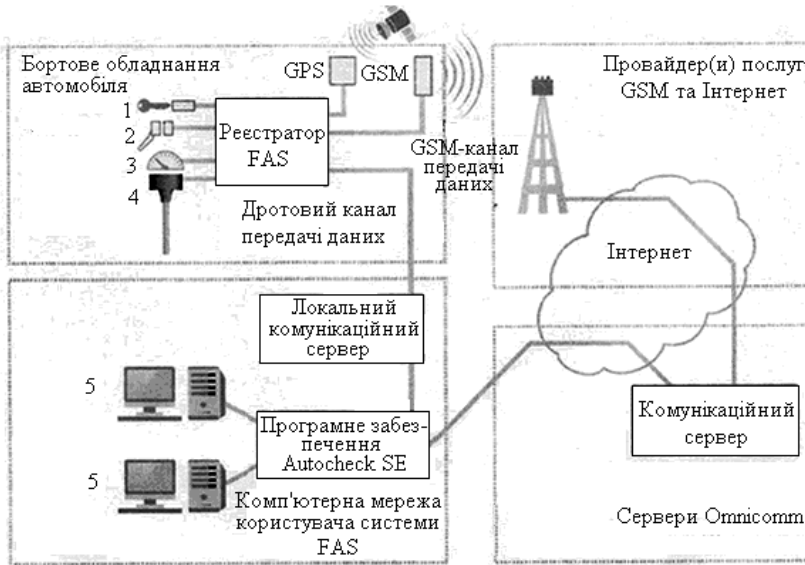 Бортове обладнання
автомобіля
GPS
GSM
1
2
3
4
Реєстратор
FAS
GSM-канал
передачі
даних
Дротовий канал
передачі даних
Провайдер(и) послуг
GSM та Інтернет
Інтернет
Локальний
комунікаційний
сервер
5
5
Програмне забез-
печення
Autocheck SE
Комп'ютерна мережа
користувача системи
FAS
Комунікаційний
сервер
Сервери Omnicomm